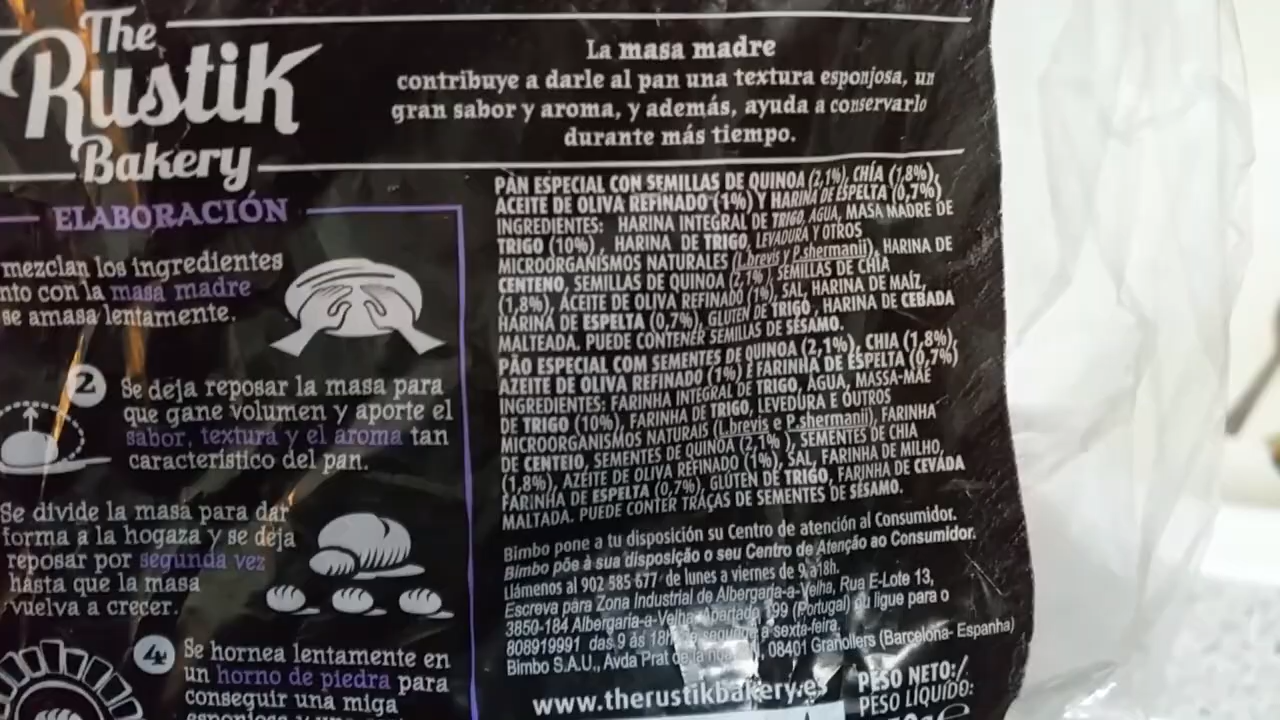 The
Rustik
Bakery
La masa madre
contribuye a darle al pan una textura esponjosa, un
gran sabor y aroma, y además, ayuda a conservarlo
durante más tiempo.
ELABORACIÓN
mezclan los ingredientes
nto con la masa madre
se amasa lentamente.
2 Se deja reposar la masa para
que gane volumen y aporte el
sabor, textura y el aroma tan
característico del pan.
Se divide la masa para dar
forma a la hogaza y se deja
reposar por segunda vez
hasta que la masa
vuelva a crecer.
4 Se hornea lentamente en
un horno de piedra para
conseguir una miga
PAN ESPECIAL CON SEMILLAS DE QUINOA (2,1%), CHÍA (1,8%),
ACEITE DE OLIVA REFINADO (1%) Y HARINA DE ESPELTA (0,7%)
INGREDIENTES: HARINA INTEGRAL DE TRIGO, AGUA, MASA MADRE DE
TRIGO (10%), HARINA DE TRIGO, LEVADURA Y OTROS
MICROORGANISMOS NATURALES (L.brevis y P.shermanii), HARINA DE
CENTENO, SEMILLAS DE QUINOA (2,1%), SEMILLAS DE CHÍA
(1,8%), ACEITE DE OLIVA REFINADO (1%), SAL, HARINA DE MAÍZ,
HARINA DE ESPELTA (0,7%), GLUTEN DE TRIGO, HARINA DE CEBADA
MALTEADA. PUEDE CONTENER SEMILLAS DE SÉSAMO.
PÃO ESPECIAL COM SEMENTES DE QUINOA (2,1%), CHIA (1,8%),
AZEITE DE OLIVA REFINADO (1%) E FARINHA DE ESPELTA (0,7%)
INGREDIENTES: FARINHA INTEGRAL DE TRIGO, ÁGUA, MASSA-MÃE
DE TRIGO (10%), FARINHA DE TRIGO, LEVEDURA E OUTROS
MICROORGANISMOS NATURAIS (L.brevis e P.shermanii), FARINHA
DE CENTEIO, SEMENTES DE QUINOA (2,1%), SEMENTES DE CHIA
(1,8%), AZEITE DE OLIVA REFINADO (1%), SAL, FARINHA DE MILHO,
FARINHA DE ESPELTA (0,7%), GLÚTEN DE TRIGO, FARINHA DE CEVADA
MALTADA. PUEDE CONTER TRAÇAS DE SEMENTES DE SÉSAMO.
Bimbo pone a tu disposición su Centro de atención al Consumidor.
Bimbo põe à sua disposição o seu Centro de Atenção ao Consumidor.
Llámenos al 902 585 677 de lunes a viernes de 9 a 18h.
Escreva para Zona Industrial de Albergaria-a-Velha, Rua E-Lote 13,
3850-184 Albergaria-a-Velha Apartado 199 (Portugal) ou ligue para o
808919991 das 9 às 18h de segunda a sexta-feira.
Bimbo S.A.U., Avda Prat de la 08401 Granollers (Barcelona- Espanha)
www.therustikbakery.es
PESO NETO:/
PESO LÍQUIDO: